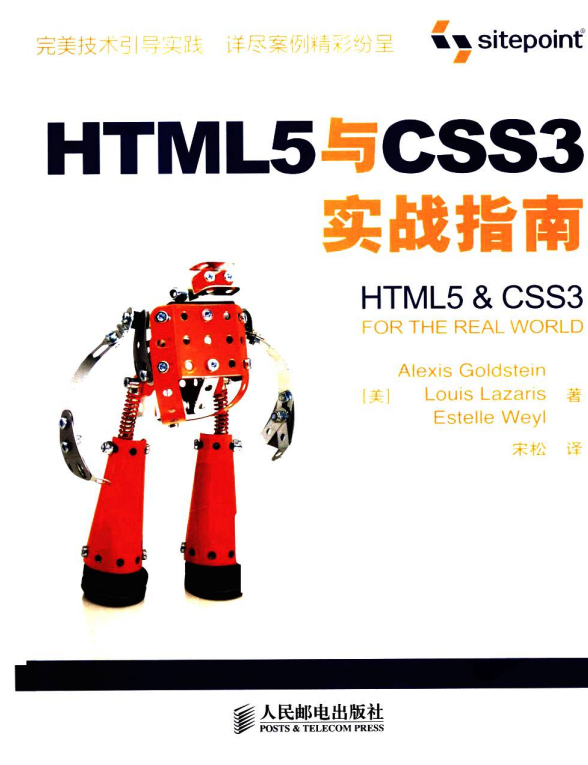 完美技术引导实践 详尽案例精彩纷呈
sitepoint®
HTML5与CSS3
实战指南
HTML5 & CSS3
FOR THE REAL WORLD
Alexis Goldstein
[美] Louis Lazaris 著
Estelle Weyl
宋松 译
人民邮电出版社
POSTS & TELECOM PRESS